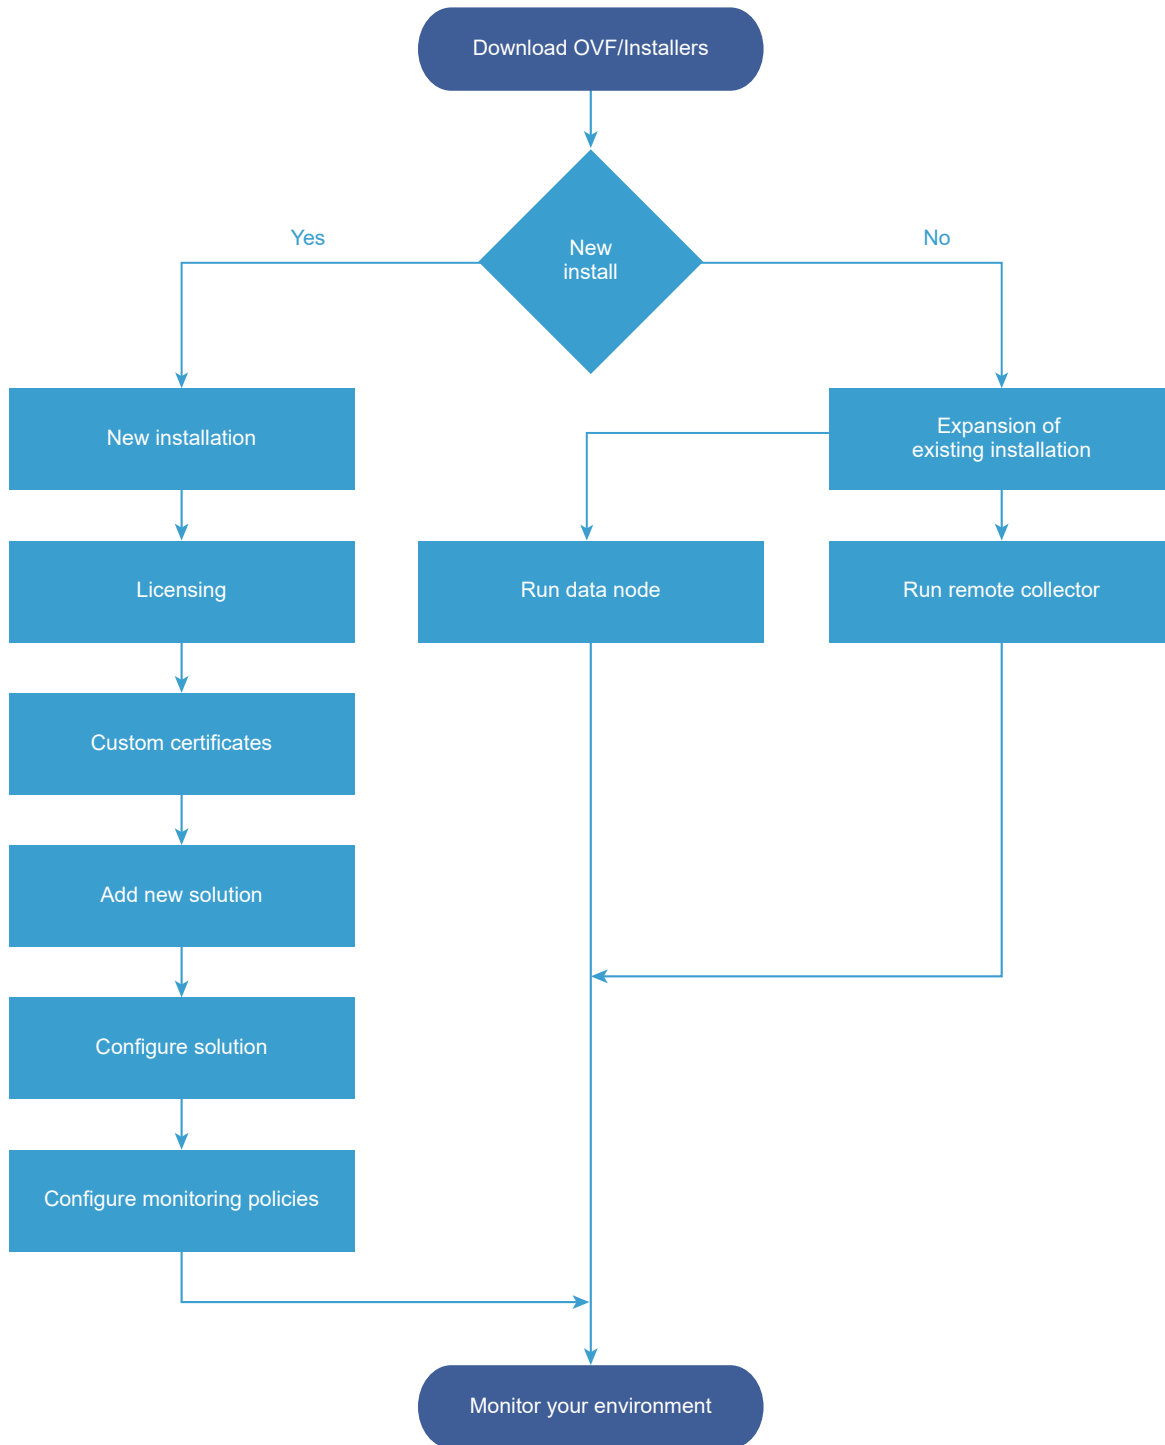 Download OVF/Installers
New
install
Yes
No
New installation
Expansion of
existing installation
Licensing
Run data node
Run remote collector
Custom certificates
Add new solution
Configure solution
Configure monitoring policies
Monitor your environment